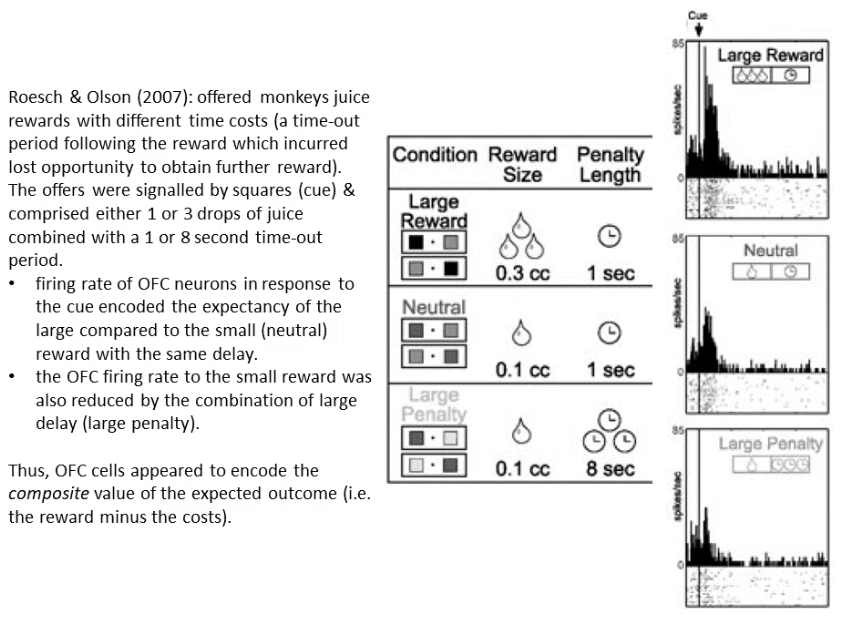 Roesch & Olson (2007): offered monkeys juice
rewards with different time costs (a time-out
period following the reward which incurred
lost opportunity to obtain further reward).
The offers were signalled by squares (cue) &
comprised either 1 or 3 drops of juice
combined with a 1 or 8 second time-out
period.
• firing rate of OFC neurons in response to
the cue encoded the expectancy of the
large compared to the small (neutral)
reward with the same delay.
• the OFC firing rate to the small reward was
also reduced by the combination of large
delay (large penalty).
Thus, OFC cells appeared to encode the
composite value of the expected outcome (i.e.
the reward minus the costs).
Condition Reward Size Penalty Length
Large Reward
0.3 cc 1 sec
Neutral
0.1 cc 1 sec
Large Penalty
0.1 cc 8 sec
Cue
85
Large Reward
spikes/sec
0
85
Neutral
spikes/sec
0
85
Large Penalty
spikes/sec
0